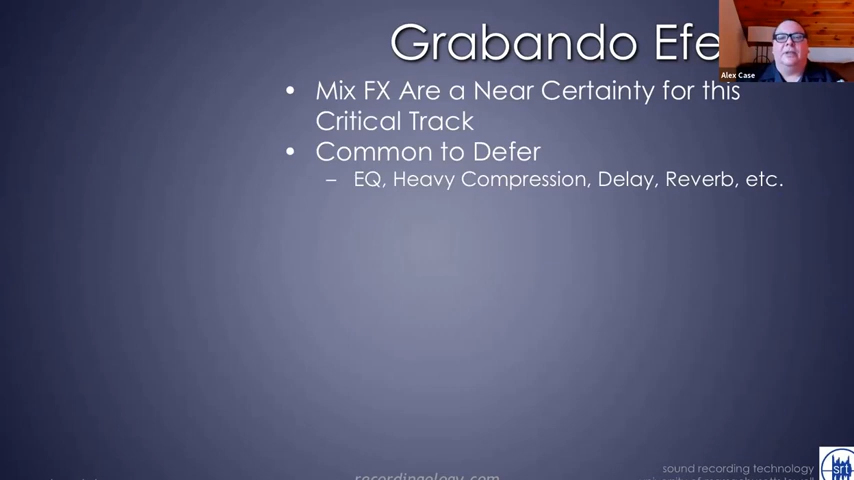 Grabando Efe
Alex Case
• Mix FX Are a Near Certainty for this
Critical Track
• Common to Defer
– EQ, Heavy Compression, Delay, Reverb, etc.
sound recording technology
recordingology.com
srt